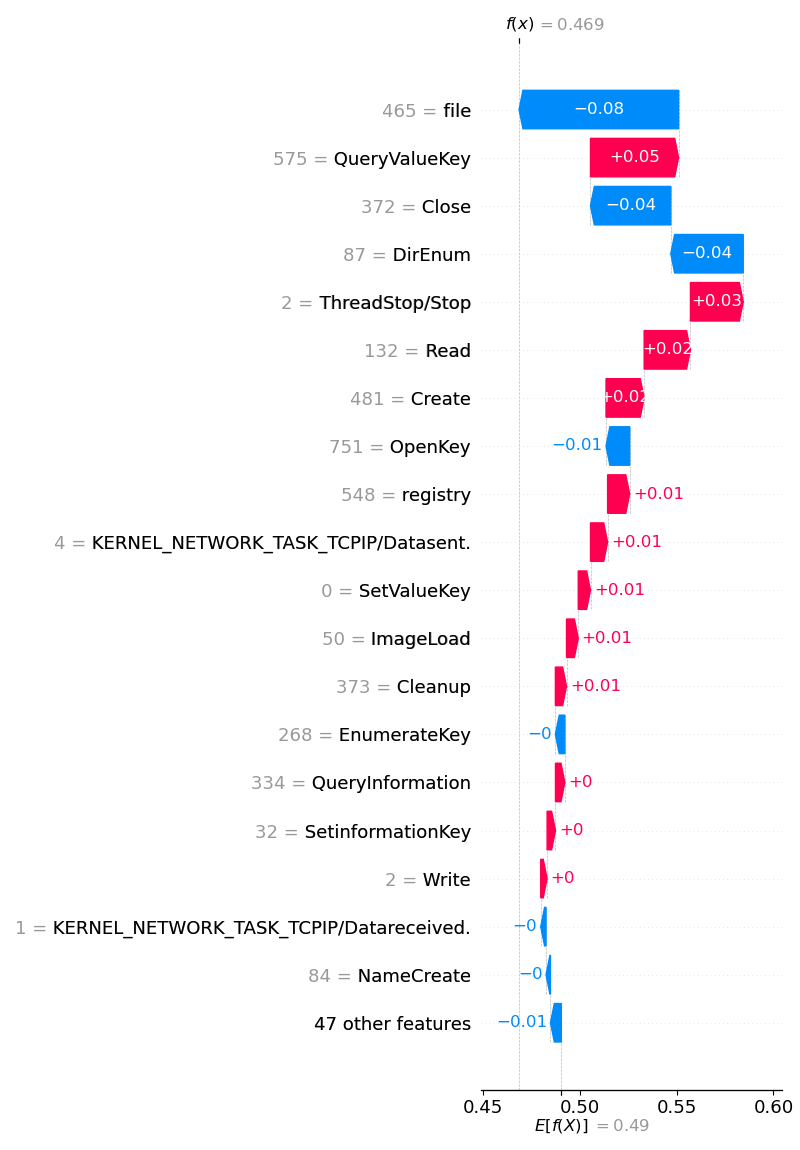 f(x) = 0.469
465 = file
−0.08
575 = QueryValueKey
+0.05
372 = Close
−0.04
87 = DirEnum
−0.04
2 = ThreadStop/Stop
+0.03
132 = Read
+0.02
481 = Create
+0.02
751 = OpenKey
−0.01
548 = registry
+0.01
4 = KERNEL_NETWORK_TASK_TCPIP/Datasent.
+0.01
0 = SetValueKey
+0.01
50 = ImageLoad
+0.01
373 = Cleanup
+0.01
268 = EnumerateKey
−0
334 = QueryInformation
+0
32 = SetinformationKey
+0
2 = Write
+0
1 = KERNEL_NETWORK_TASK_TCPIP/Datareceived.
−0
84 = NameCreate
−0
47 other features
−0.01
0.45 0.50 0.55 0.60
E[f(X)] = 0.49